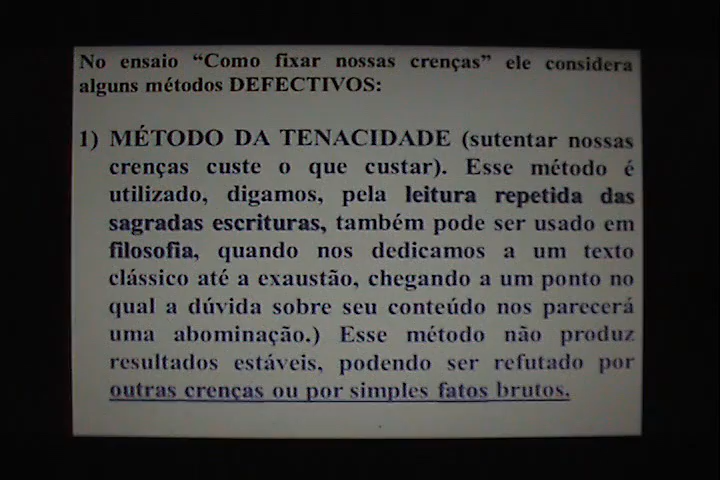 No ensaio “Como fixar nossas crenças” ele considera
alguns métodos DEFECTIVOS:
1) MÉTODO DA TENACIDADE (sutentar nossas
crenças custe o que custar). Esse método é
utilizado, digamos, pela leitura repetida das
sagradas escrituras, também pode ser usado em
filosofia, quando nos dedicamos a um texto
clássico até a exaustão, chegando a um ponto no
qual a dúvida sobre seu conteúdo nos parecerá
uma abominação.) Esse método não produz
resultados estáveis, podendo ser refutado por
outras crenças ou por simples fatos brutos.